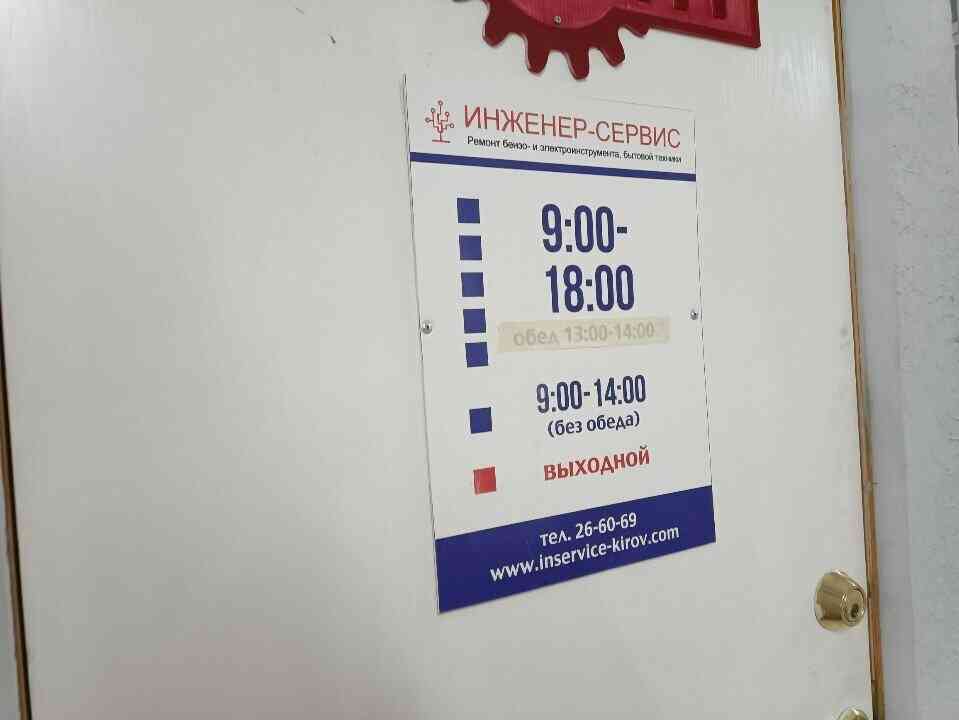 ИНЖЕНЕР-СЕРВИС
Ремонт бензо- и электроинструмента, бытовой техники
9:00-
18:00
обед 13:00-14:00
9:00-14:00
(без обеда)
ВЫХОДНОЙ
тел. 26-60-69
www.inservice-kirov.com